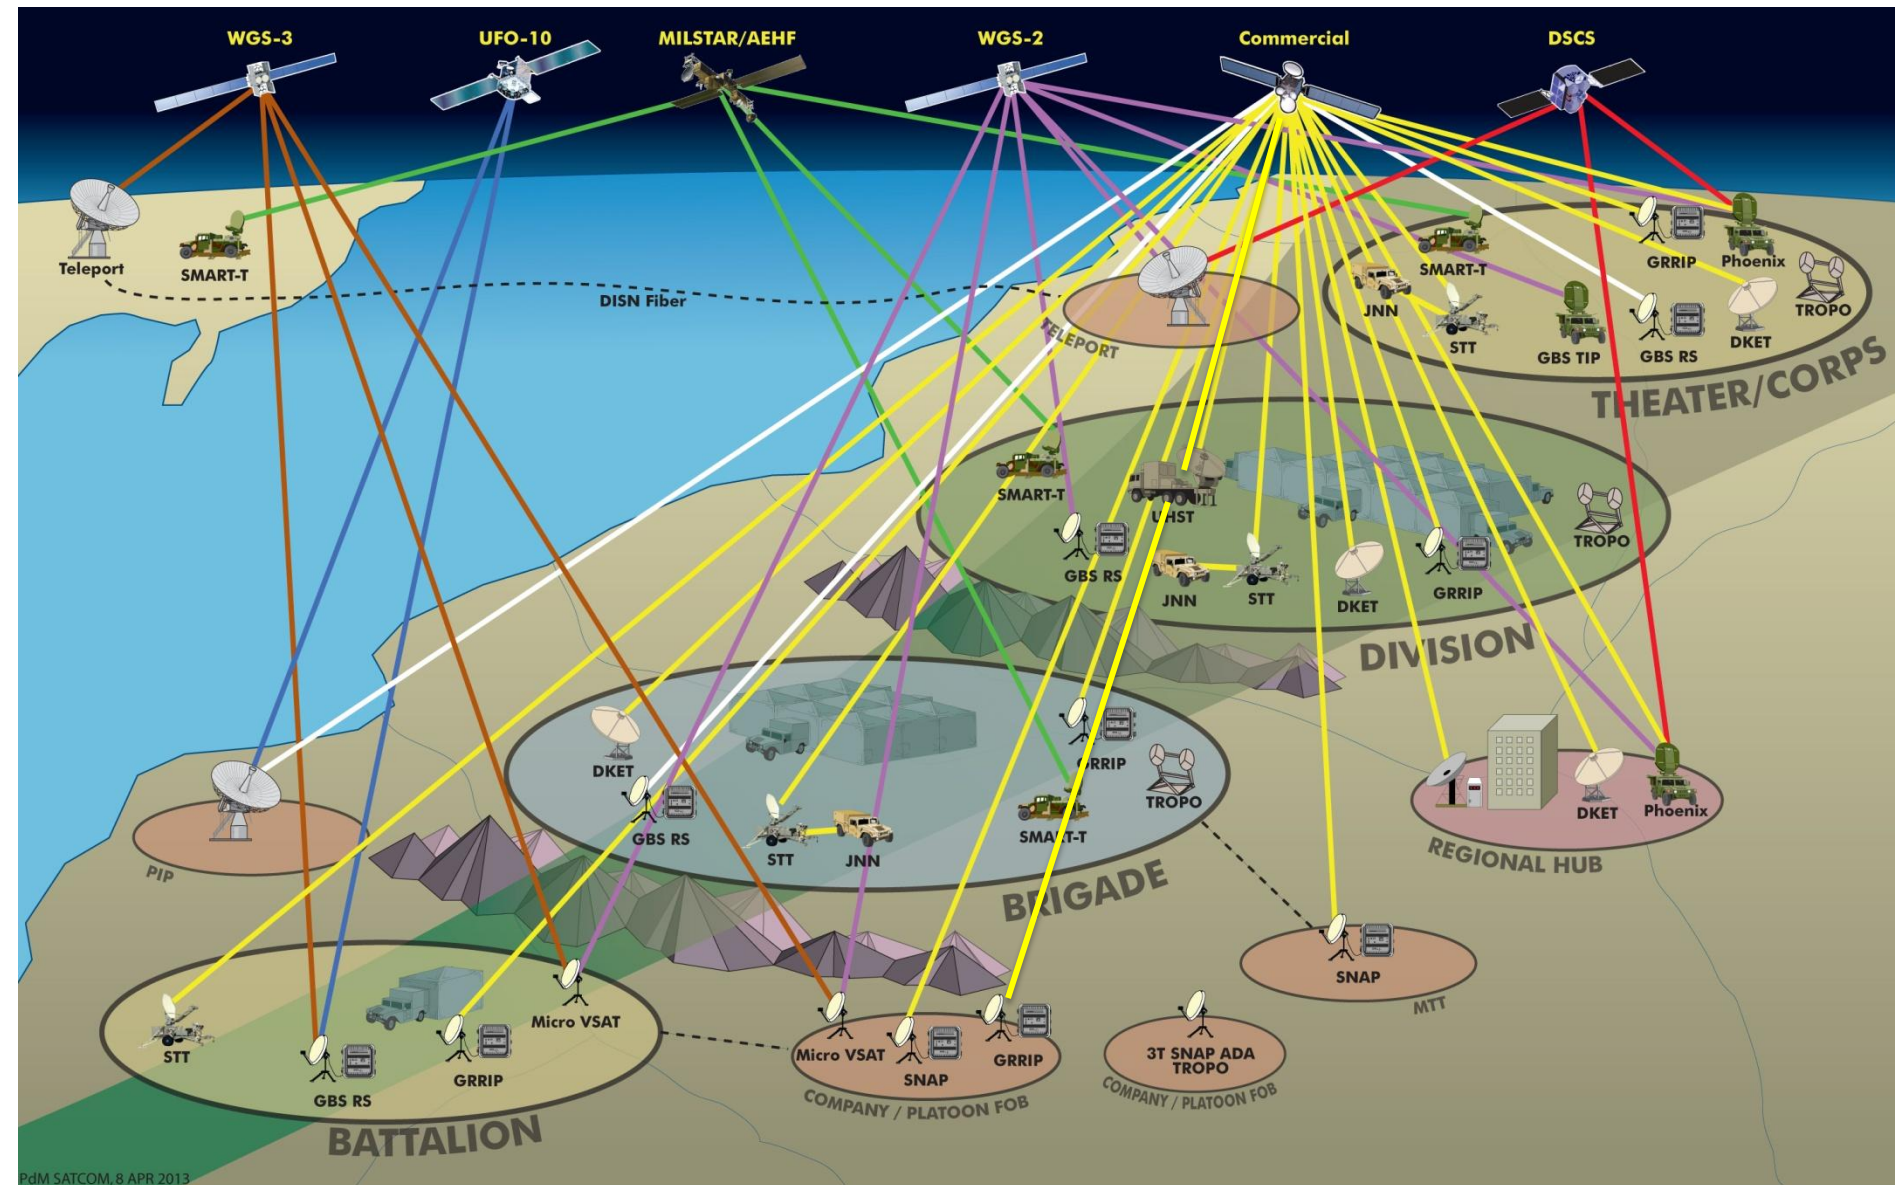 WGS-3
UFO-10
MILSTAR/AEHF
WGS-2
Commercial
DSCS
Teleport
SMART-T
DISN Fiber
TELEPORT
SMART-T
GRRIP
Phoenix
JNN
STT
GBS TIP
GBS RS
DKET
TROPO
THEATER/CORPS
SMART-T
UHST
GBS RS
JNN
STT
DKET
GRRIP
TROPO
DIVISION
DKET
GBS RS
STT
JNN
GRRIP
SMART-T
TROPO
BRIGADE
DKET
Phoenix
REGIONAL HUB
PIP
SNAP
MTT
STT
GBS RS
GRRIP
Micro VSAT
BATTALION
Micro VSAT
SNAP
GRRIP
COMPANY / PLATOON FOB
3T SNAP ADA
TROPO
COMPANY / PLATOON FOB
PdM SATCOM, 8 APR 2013